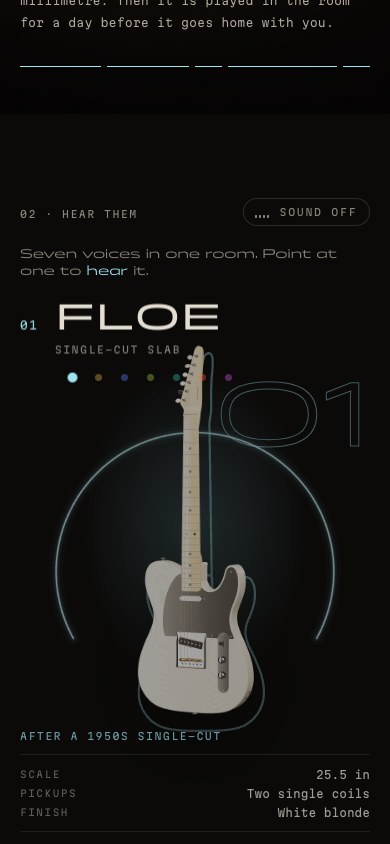 millimetre. Then it is played in the room
for a day before it goes home with you.
02 · HEAR THEM
SOUND OFF
Seven voices in one room. Point at
one to hear it.
01
FLOE
SINGLE-CUT SLAB
01
AFTER A 1950S SINGLE-CUT
SCALE 25.5 in
PICKUPS Two single coils
FINISH White blonde